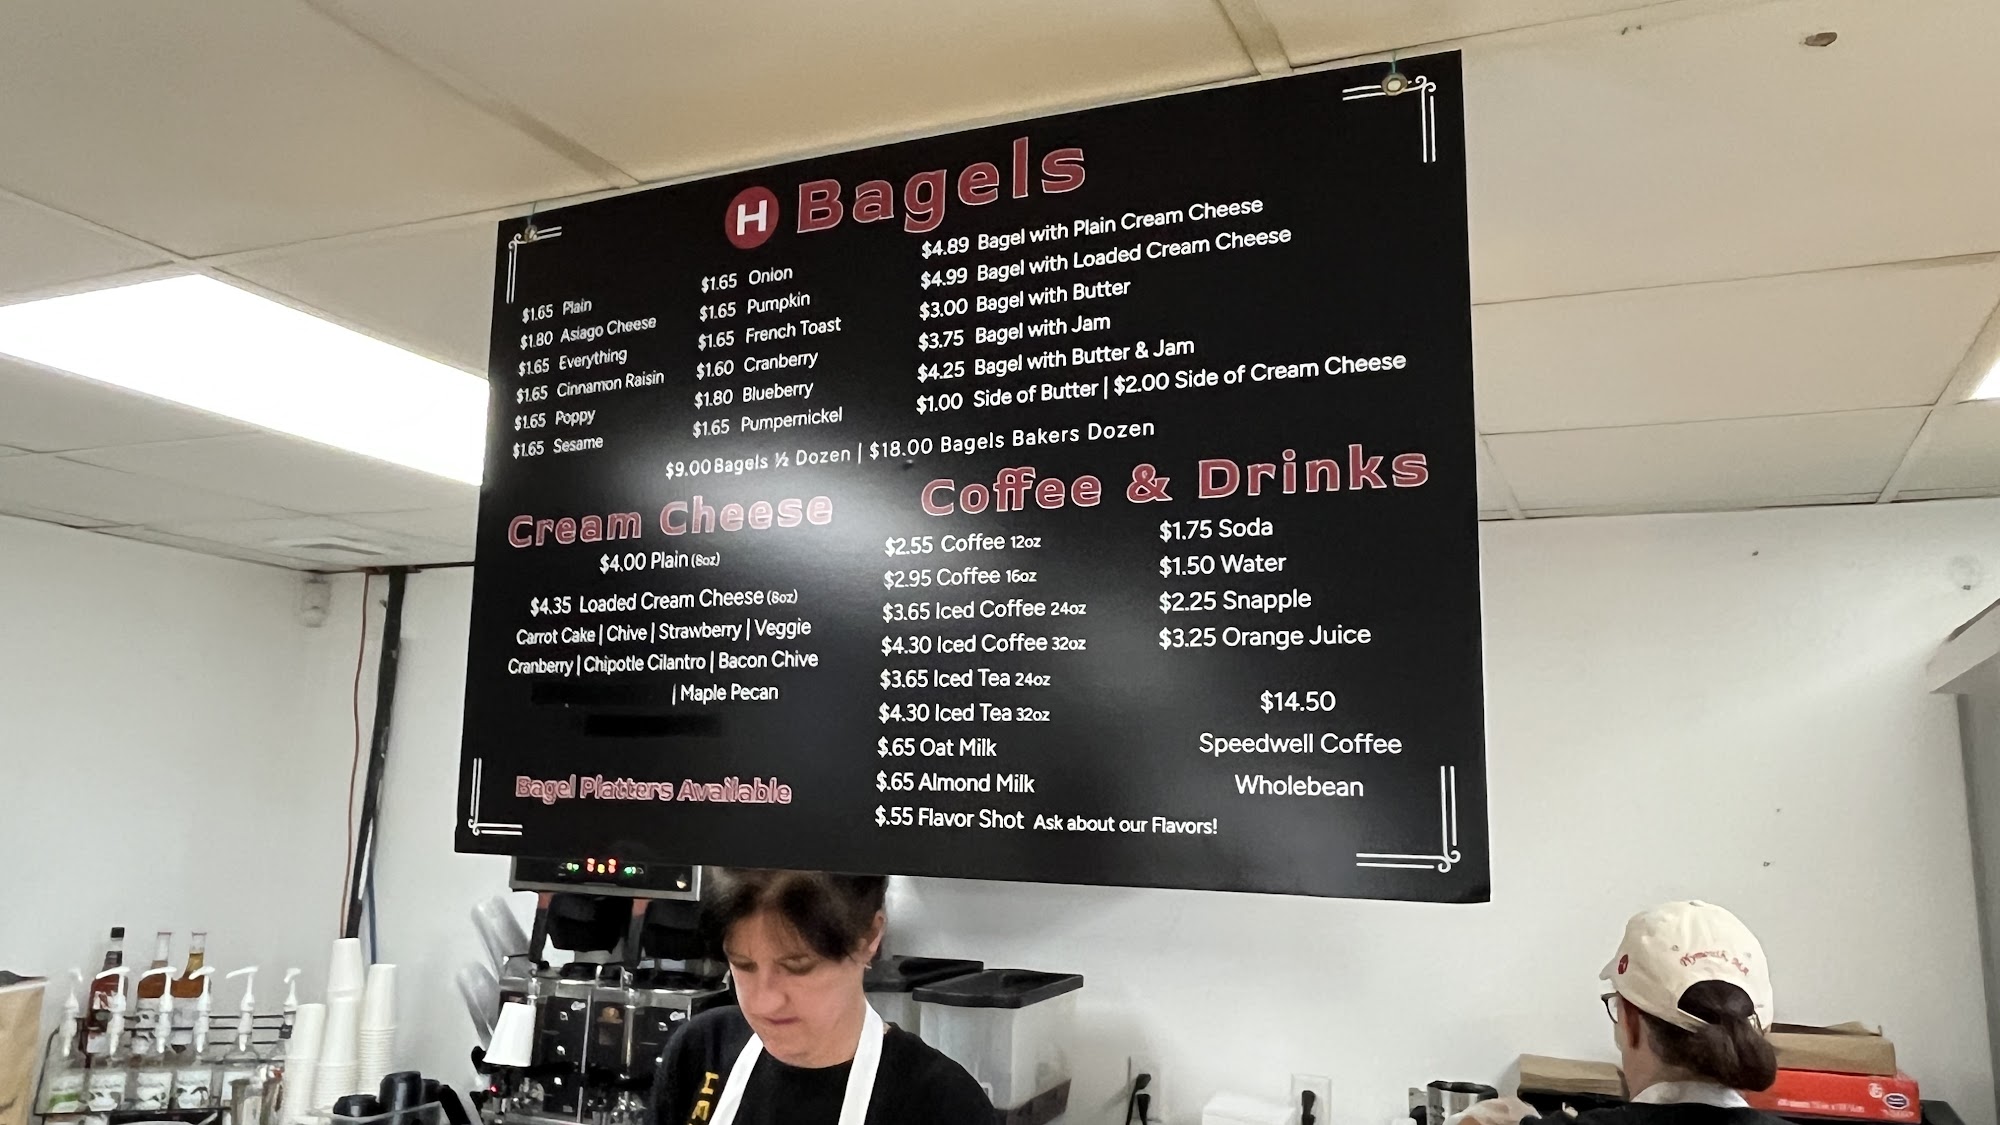 H Bagels
$1.65 Plain
$1.80 Asiago Cheese
$1.65 Everything
$1.65 Cinnamon Raisin
$1.65 Poppy
$1.65 Sesame
$1.65 Onion
$1.65 Pumpkin
$1.65 French Toast
$1.60 Cranberry
$1.80 Blueberry
$1.65 Pumpernickel
$4.89 Bagel with Plain Cream Cheese
$4.99 Bagel with Loaded Cream Cheese
$3.00 Bagel with Butter
$3.75 Bagel with Jam
$4.25 Bagel with Butter & Jam
$1.00 Side of Butter | $2.00 Side of Cream Cheese
$9.00 Bagels ½ Dozen | $18.00 Bagels Bakers Dozen
Cream Cheese
$4.00 Plain (8oz)
$4.35 Loaded Cream Cheese (8oz)
Carrot Cake | Chive | Strawberry | Veggie
Cranberry | Chipotle Cilantro | Bacon Chive
| Maple Pecan
Bagel Platters Available
Coffee & Drinks
$2.55 Coffee 12oz
$2.95 Coffee 16oz
$3.65 Iced Coffee 24oz
$4.30 Iced Coffee 32oz
$3.65 Iced Tea 24oz
$4.30 Iced Tea 32oz
$.65 Oat Milk
$.65 Almond Milk
$.55 Flavor Shot Ask about our Flavors!
$1.75 Soda
$1.50 Water
$2.25 Snapple
$3.25 Orange Juice
$14.50
Speedwell Coffee
Wholebean
Plymouth, MA